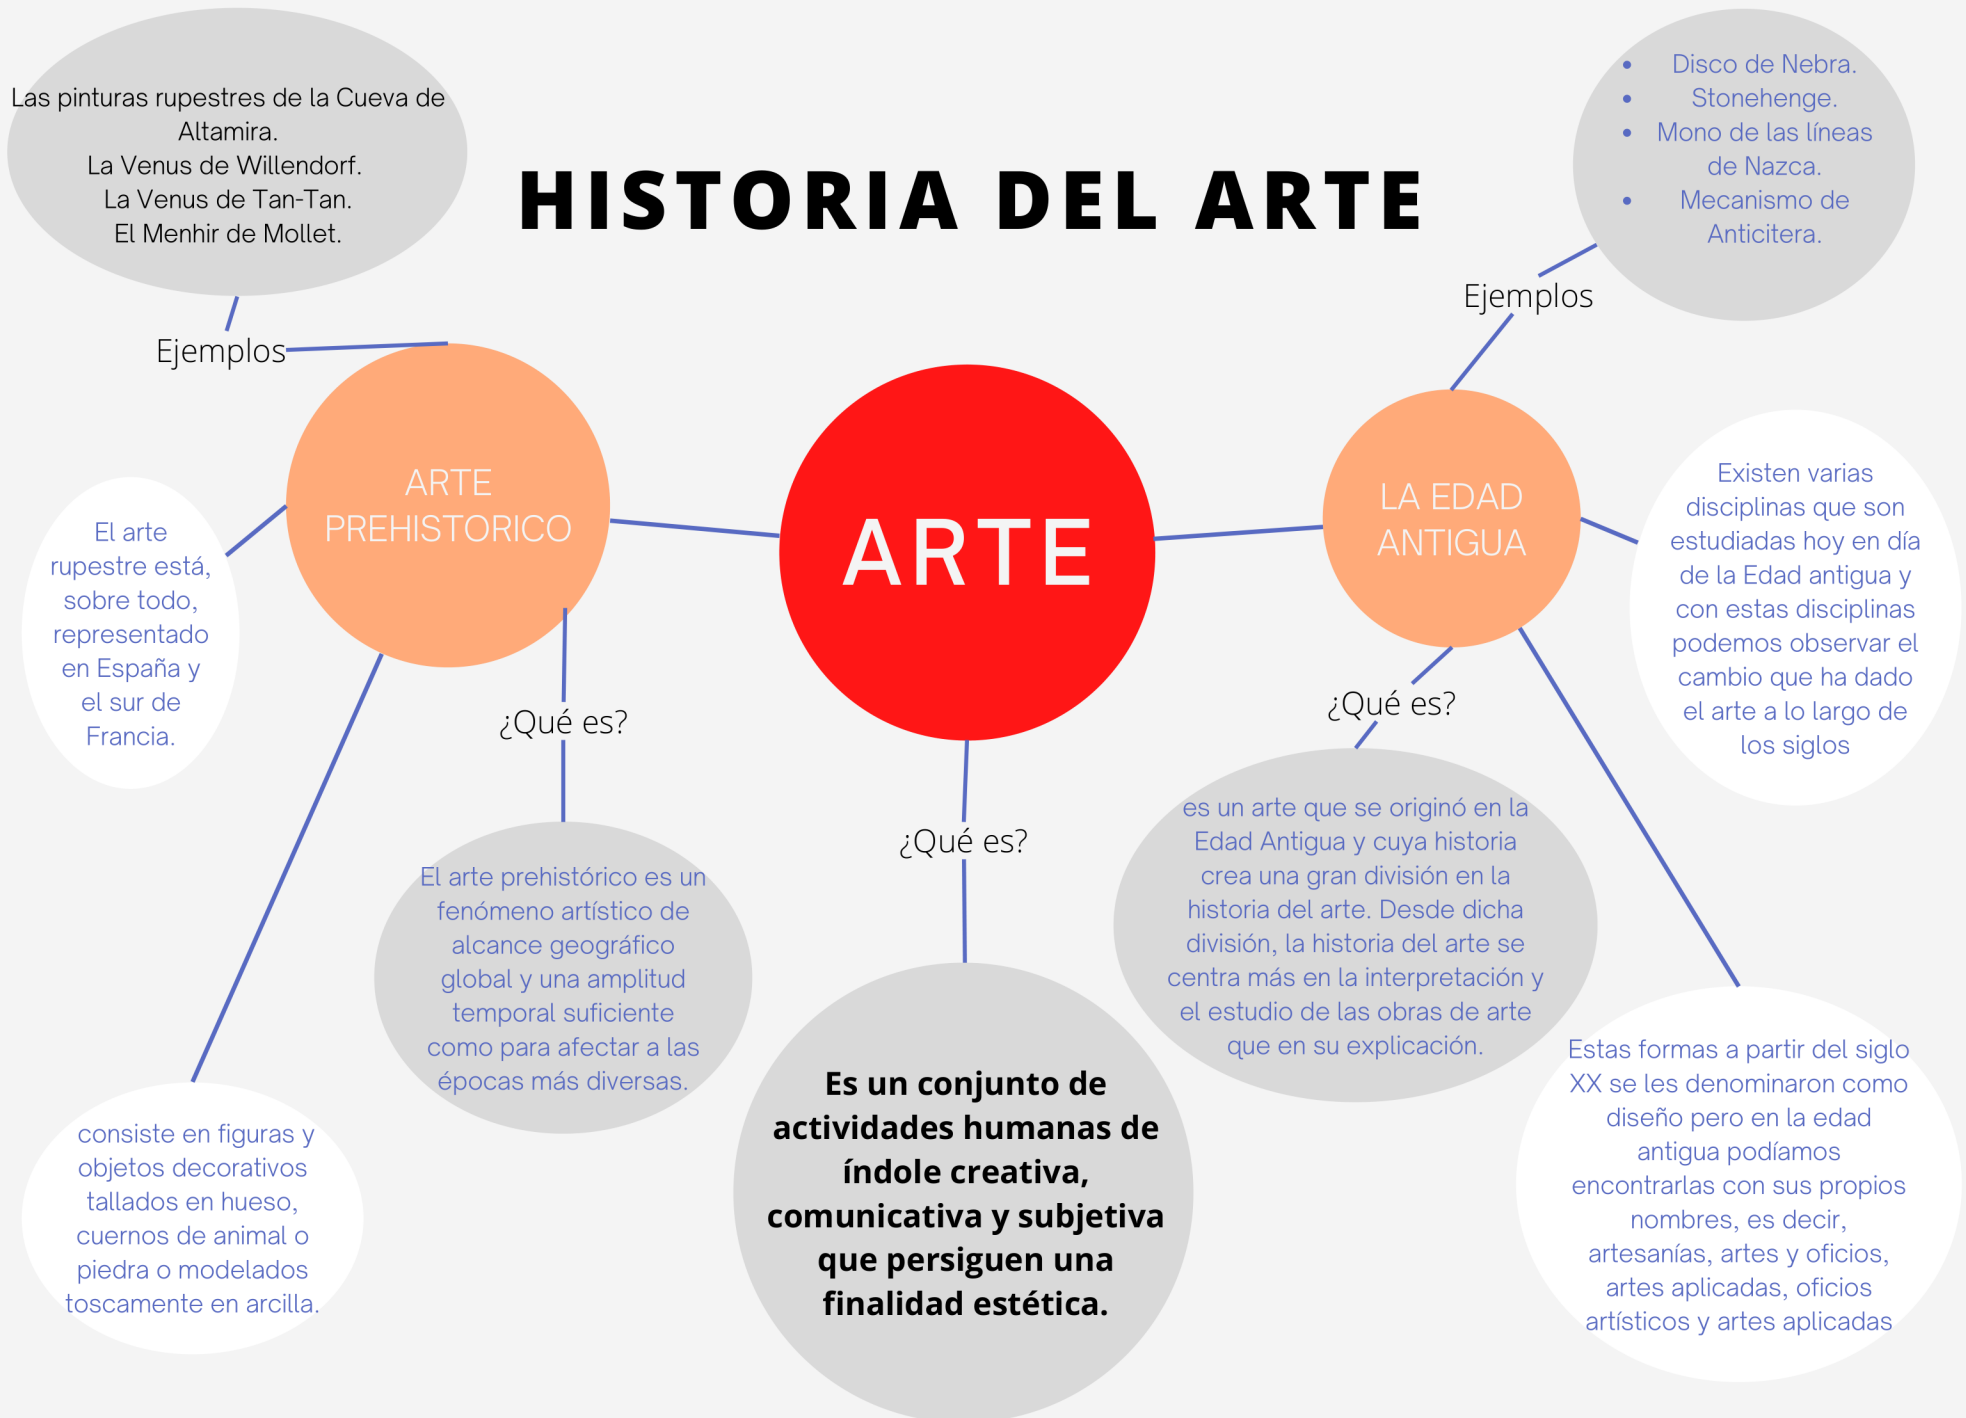 HISTORIA DEL ARTE
Las pinturas rupestres de la Cueva de
Altamira.
La Venus de Willendorf.
La Venus de Tan-Tan.
El Menhir de Mollet.
Ejemplos
ARTE
PREHISTORICO
El arte
rupestre está,
sobre todo,
representado
en España y
el sur de
Francia.
¿Qué es?
El arte prehistórico es un
fenómeno artístico de
alcance geográfico
global y una amplitud
temporal suficiente
como para afectar a las
épocas más diversas.
consiste en figuras y
objetos decorativos
tallados en hueso,
cuernos de animal o
piedra o modelados
toscamente en arcilla.
ARTE
¿Qué es?
Es un conjunto de
actividades humanas de
índole creativa,
comunicativa y subjetiva
que persiguen una
finalidad estética.
• Disco de Nebra.
• Stonehenge.
• Mono de las líneas
de Nazca.
• Mecanismo de
Anticitera.
Ejemplos
LA EDAD
ANTIGUA
Existen varias
disciplinas que son
estudiadas hoy en día
de la Edad antigua y
con estas disciplinas
podemos observar el
cambio que ha dado
el arte a lo largo de
los siglos
¿Qué es?
es un arte que se originó en la
Edad Antigua y cuya historia
crea una gran división en la
historia del arte. Desde dicha
división, la historia del arte se
centra más en la interpretación y
el estudio de las obras de arte
que en su explicación.
Estas formas a partir del siglo
XX se les denominaron como
diseño pero en la edad
antigua podíamos
encontrarlas con sus propios
nombres, es decir,
artesanías, artes y oficios,
artes aplicadas, oficios
artísticos y artes aplicadas